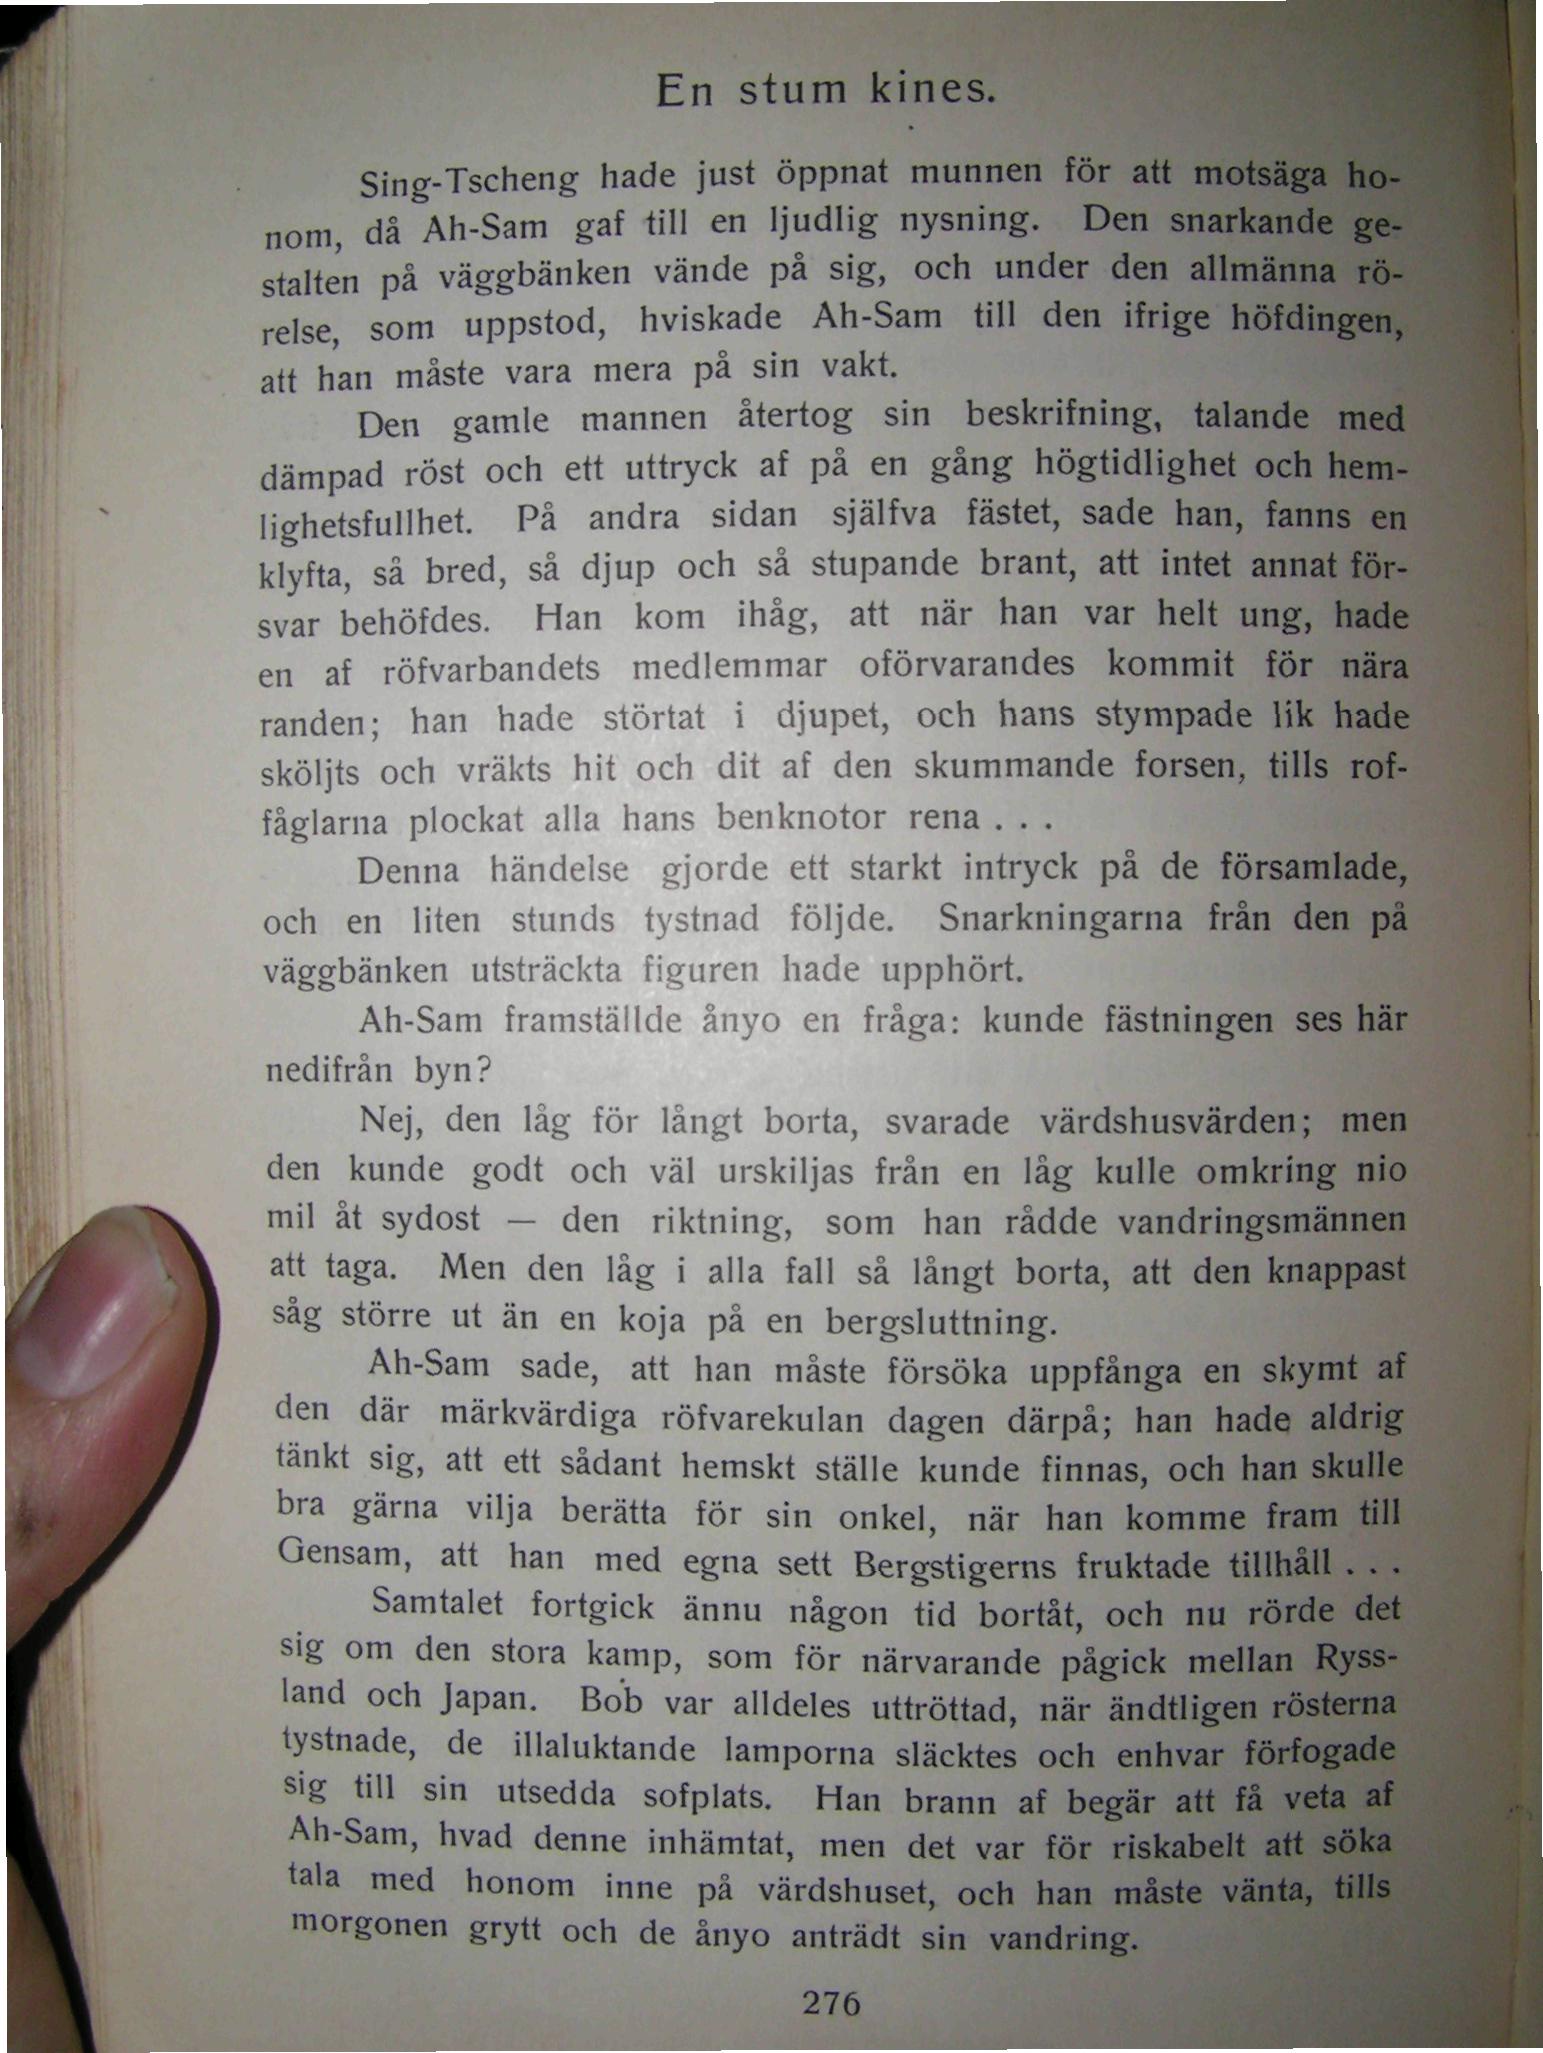 En stum kines.
Sing-Tscheng hade just öppnat munnen för att motsäga ho-
nom, då Ah-Sam gaf till en ljudlig nysning. Den snarkande ge-
stalten på väggbänken vände på sig, och under den allmänna rö-
relse, som uppstod, hviskade Ah-Sam till den ifrige höfdingen,
att han måste vara mera på sin vakt.
Den gamle mannen återtog sin beskrifning, talande med
dämpad röst och ett uttryck af på en gång högtidlighet och hem-
lighetsfullhet. På andra sidan själfva fästet, sade han, fanns en
klyfta, så bred, så djup och så stupande brant, att intet annat för-
svar behöfdes. Han kom ihåg, att när han var helt ung, hade
en af röfvarbandets medlemmar oförvarandes kommit för nära
randen; han hade störtat i djupet, och hans stympade lik hade
sköljts och vräkts hit och dit af den skummande forsen, tills rof-
fåglarna plockat alla hans benknotor rena . . .
Denna händelse gjorde ett starkt intryck på de församlade,
och en liten stunds tystnad följde. Snarkningarna från den på
väggbänken utsträckta figuren hade upphört.
Ah-Sam framställde ånyo en fråga: kunde fästningen ses här
nedifrån byn?
Nej, den låg för långt borta, svarade värdshusvärden; men
den kunde godt och väl urskiljas från en låg kulle omkring nio
mil åt sydost — den riktning, som han rådde vandringsmännen
att taga. Men den låg i alla fall så långt borta, att den knappast
såg större ut än en koja på en bergsluttning.
Ah-Sam sade, att han måste försöka uppfånga en skymt af
den där märkvärdiga röfvarekulan dagen därpå; han hade aldrig
tänkt sig, att ett sådant hemskt ställe kunde finnas, och han skulle
bra gärna vilja berätta för sin onkel, när han komme fram till
Gensam, att han med egna sett Bergstigerns fruktade tillhåll . . .
Samtalet fortgick ännu någon tid bortåt, och nu rörde det
sig om den stora kamp, som för närvarande pågick mellan Ryss-
land och Japan. Bob var alldeles uttröttad, när ändtligen rösterna
tystnade, de illaluktande lamporna släcktes och enhvar förfogade
sig till sin utsedda sofplats. Han brann af begär att få veta af
Ah-Sam, hvad denne inhämtat, men det var för riskabelt att söka
tala med honom inne på värdshuset, och han måste vänta, tills
morgonen grytt och de ånyo anträdt sin vandring.
276